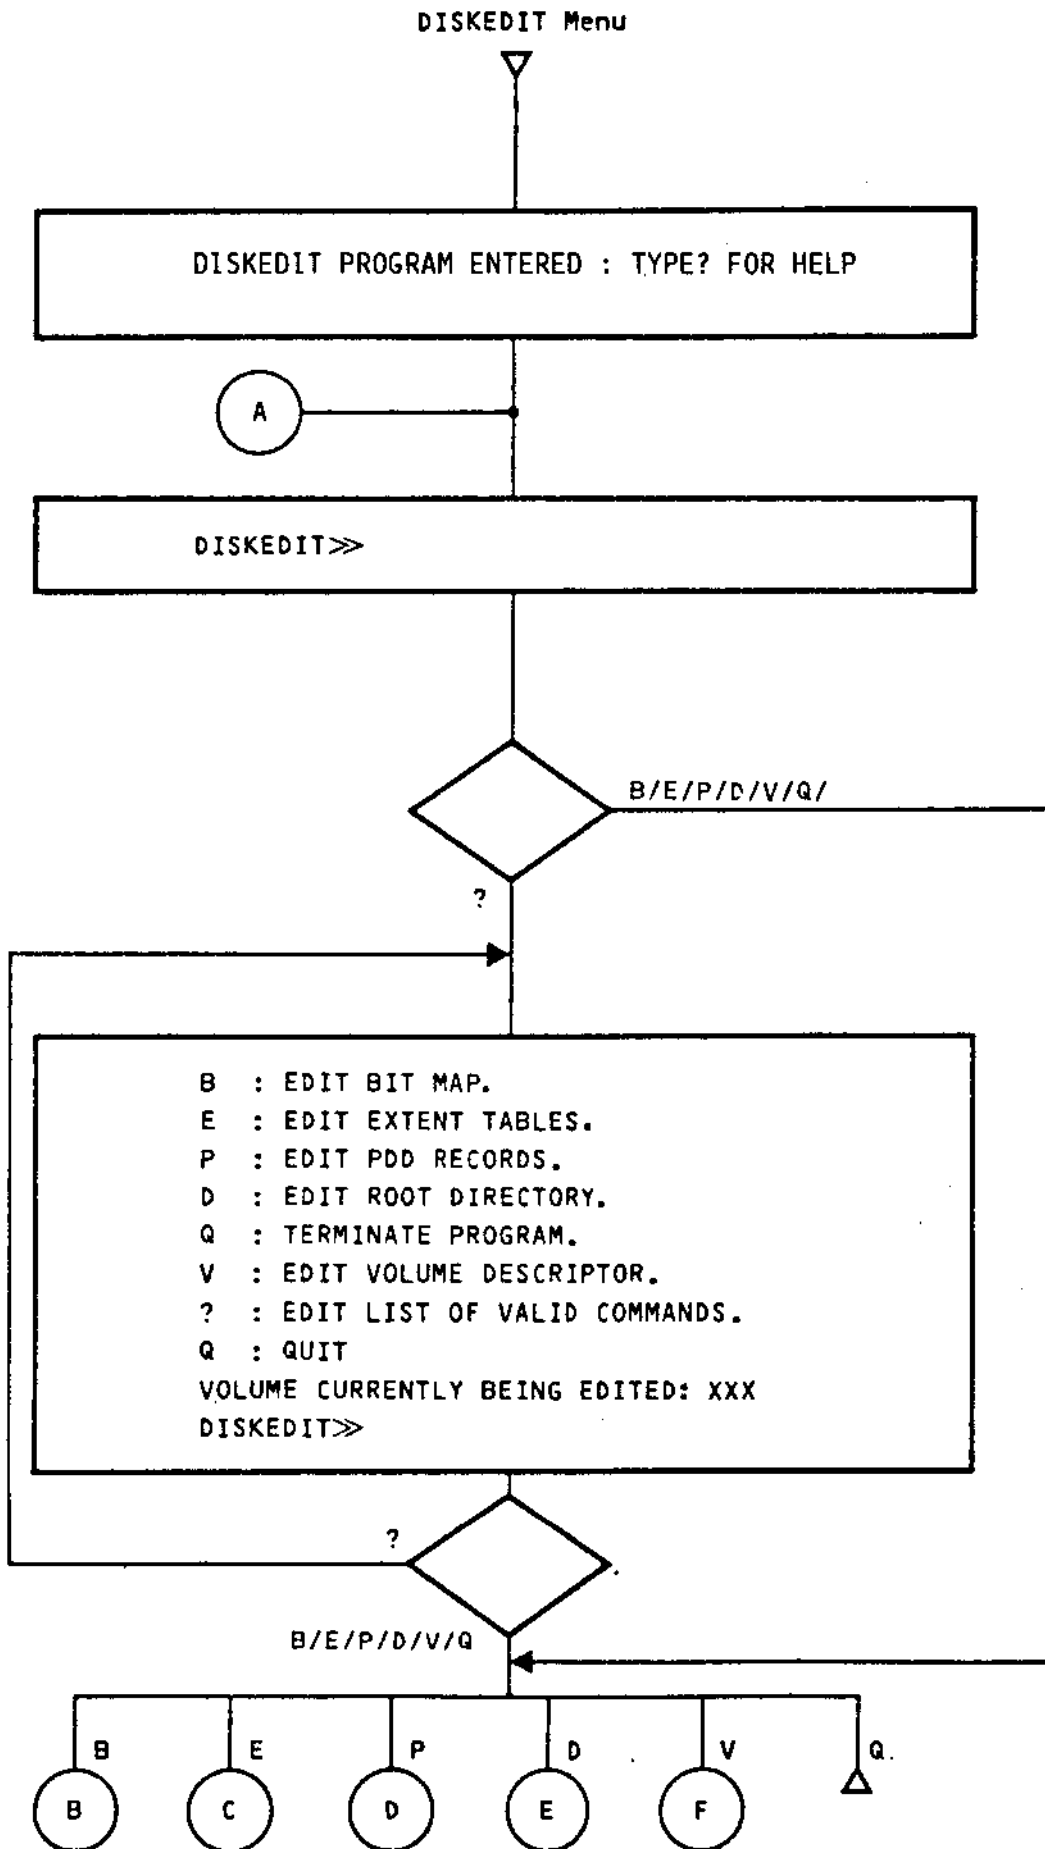 DISKEDIT Menu
DISKEDIT PROGRAM ENTERED : TYPE? FOR HELP
A
DISKEDIT>>
B/E/P/D/V/Q/
?
B : EDIT BIT MAP.
E : EDIT EXTENT TABLES.
P : EDIT PDD RECORDS.
D : EDIT ROOT DIRECTORY.
Q : TERMINATE PROGRAM.
V : EDIT VOLUME DESCRIPTOR.
? : EDIT LIST OF VALID COMMANDS.
Q : QUIT
VOLUME CURRENTLY BEING EDITED: XXX
DISKEDIT>>
?
B/E/P/D/V/Q
B E P D V Q
B C D E F